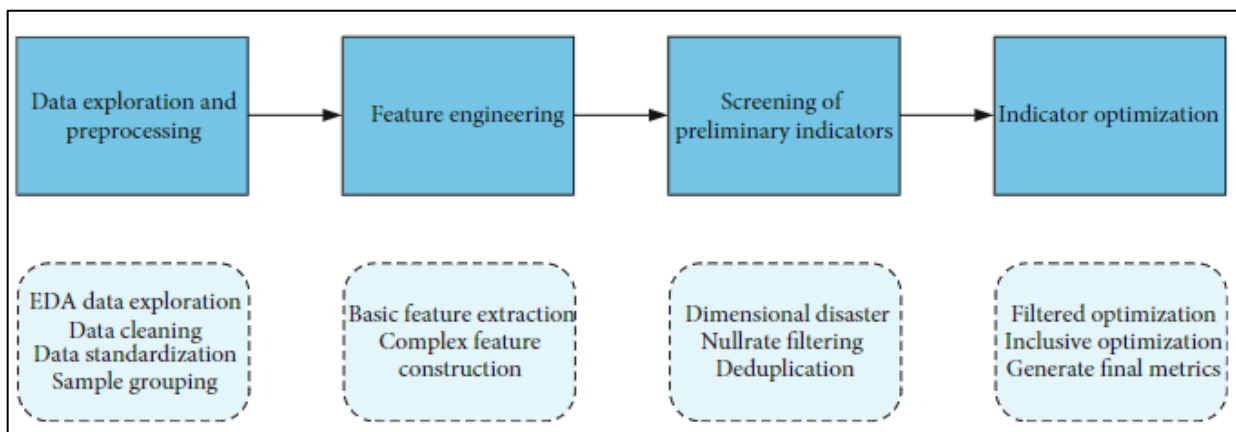 Data exploration and
preprocessing
Feature engineering
Screening of
preliminary indicators
Indicator optimization
EDA data exploration
Data cleaning
Data standardization
Sample grouping
Basic feature extraction
Complex feature
construction
Dimensional disaster
Nullrate filtering
Deduplication
Filtered optimization
Inclusive optimization
Generate final metrics